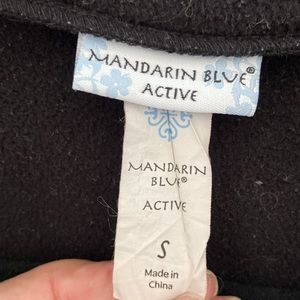 MANDARIN BLUE®
ACTIVE
MANDARIN
BLUE®
ACTIVE
S
Made in
China